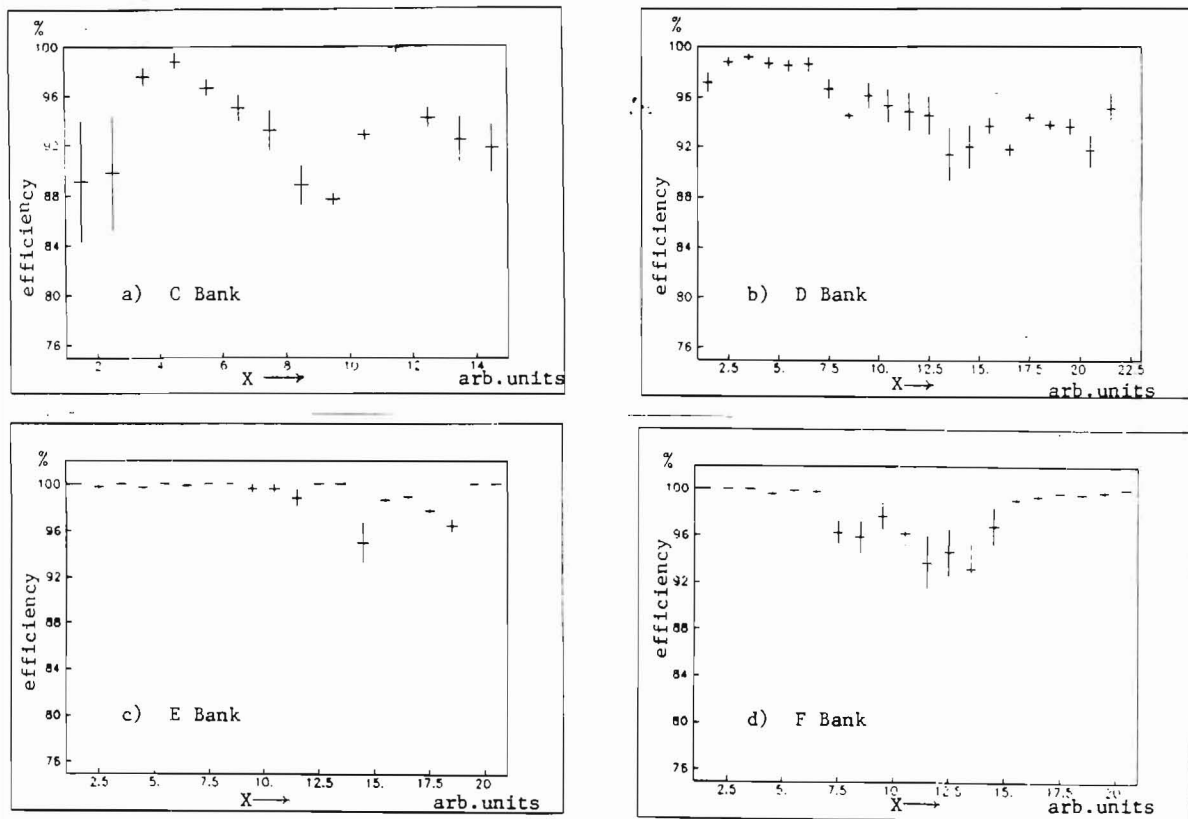 %
100
96
92
88
84
80
76
efficiency
a) C Bank
2 4 6 8 10 12 14
X → arb.units
%
100
96
92
88
84
80
76
efficiency
b) D Bank
2.5 5. 7.5 10. 12.5 15. 17.5 20. 22.5
X → arb.units
%
100
96
92
88
84
80
76
efficiency
c) E Bank
2.5 5. 7.5 10. 12.5 15. 17.5 20
X → arb.units
%
100
96
92
88
84
80
76
efficiency
d) F Bank
2.5 5. 7.5 10. 12.5 15. 17.5 20
X → arb.units